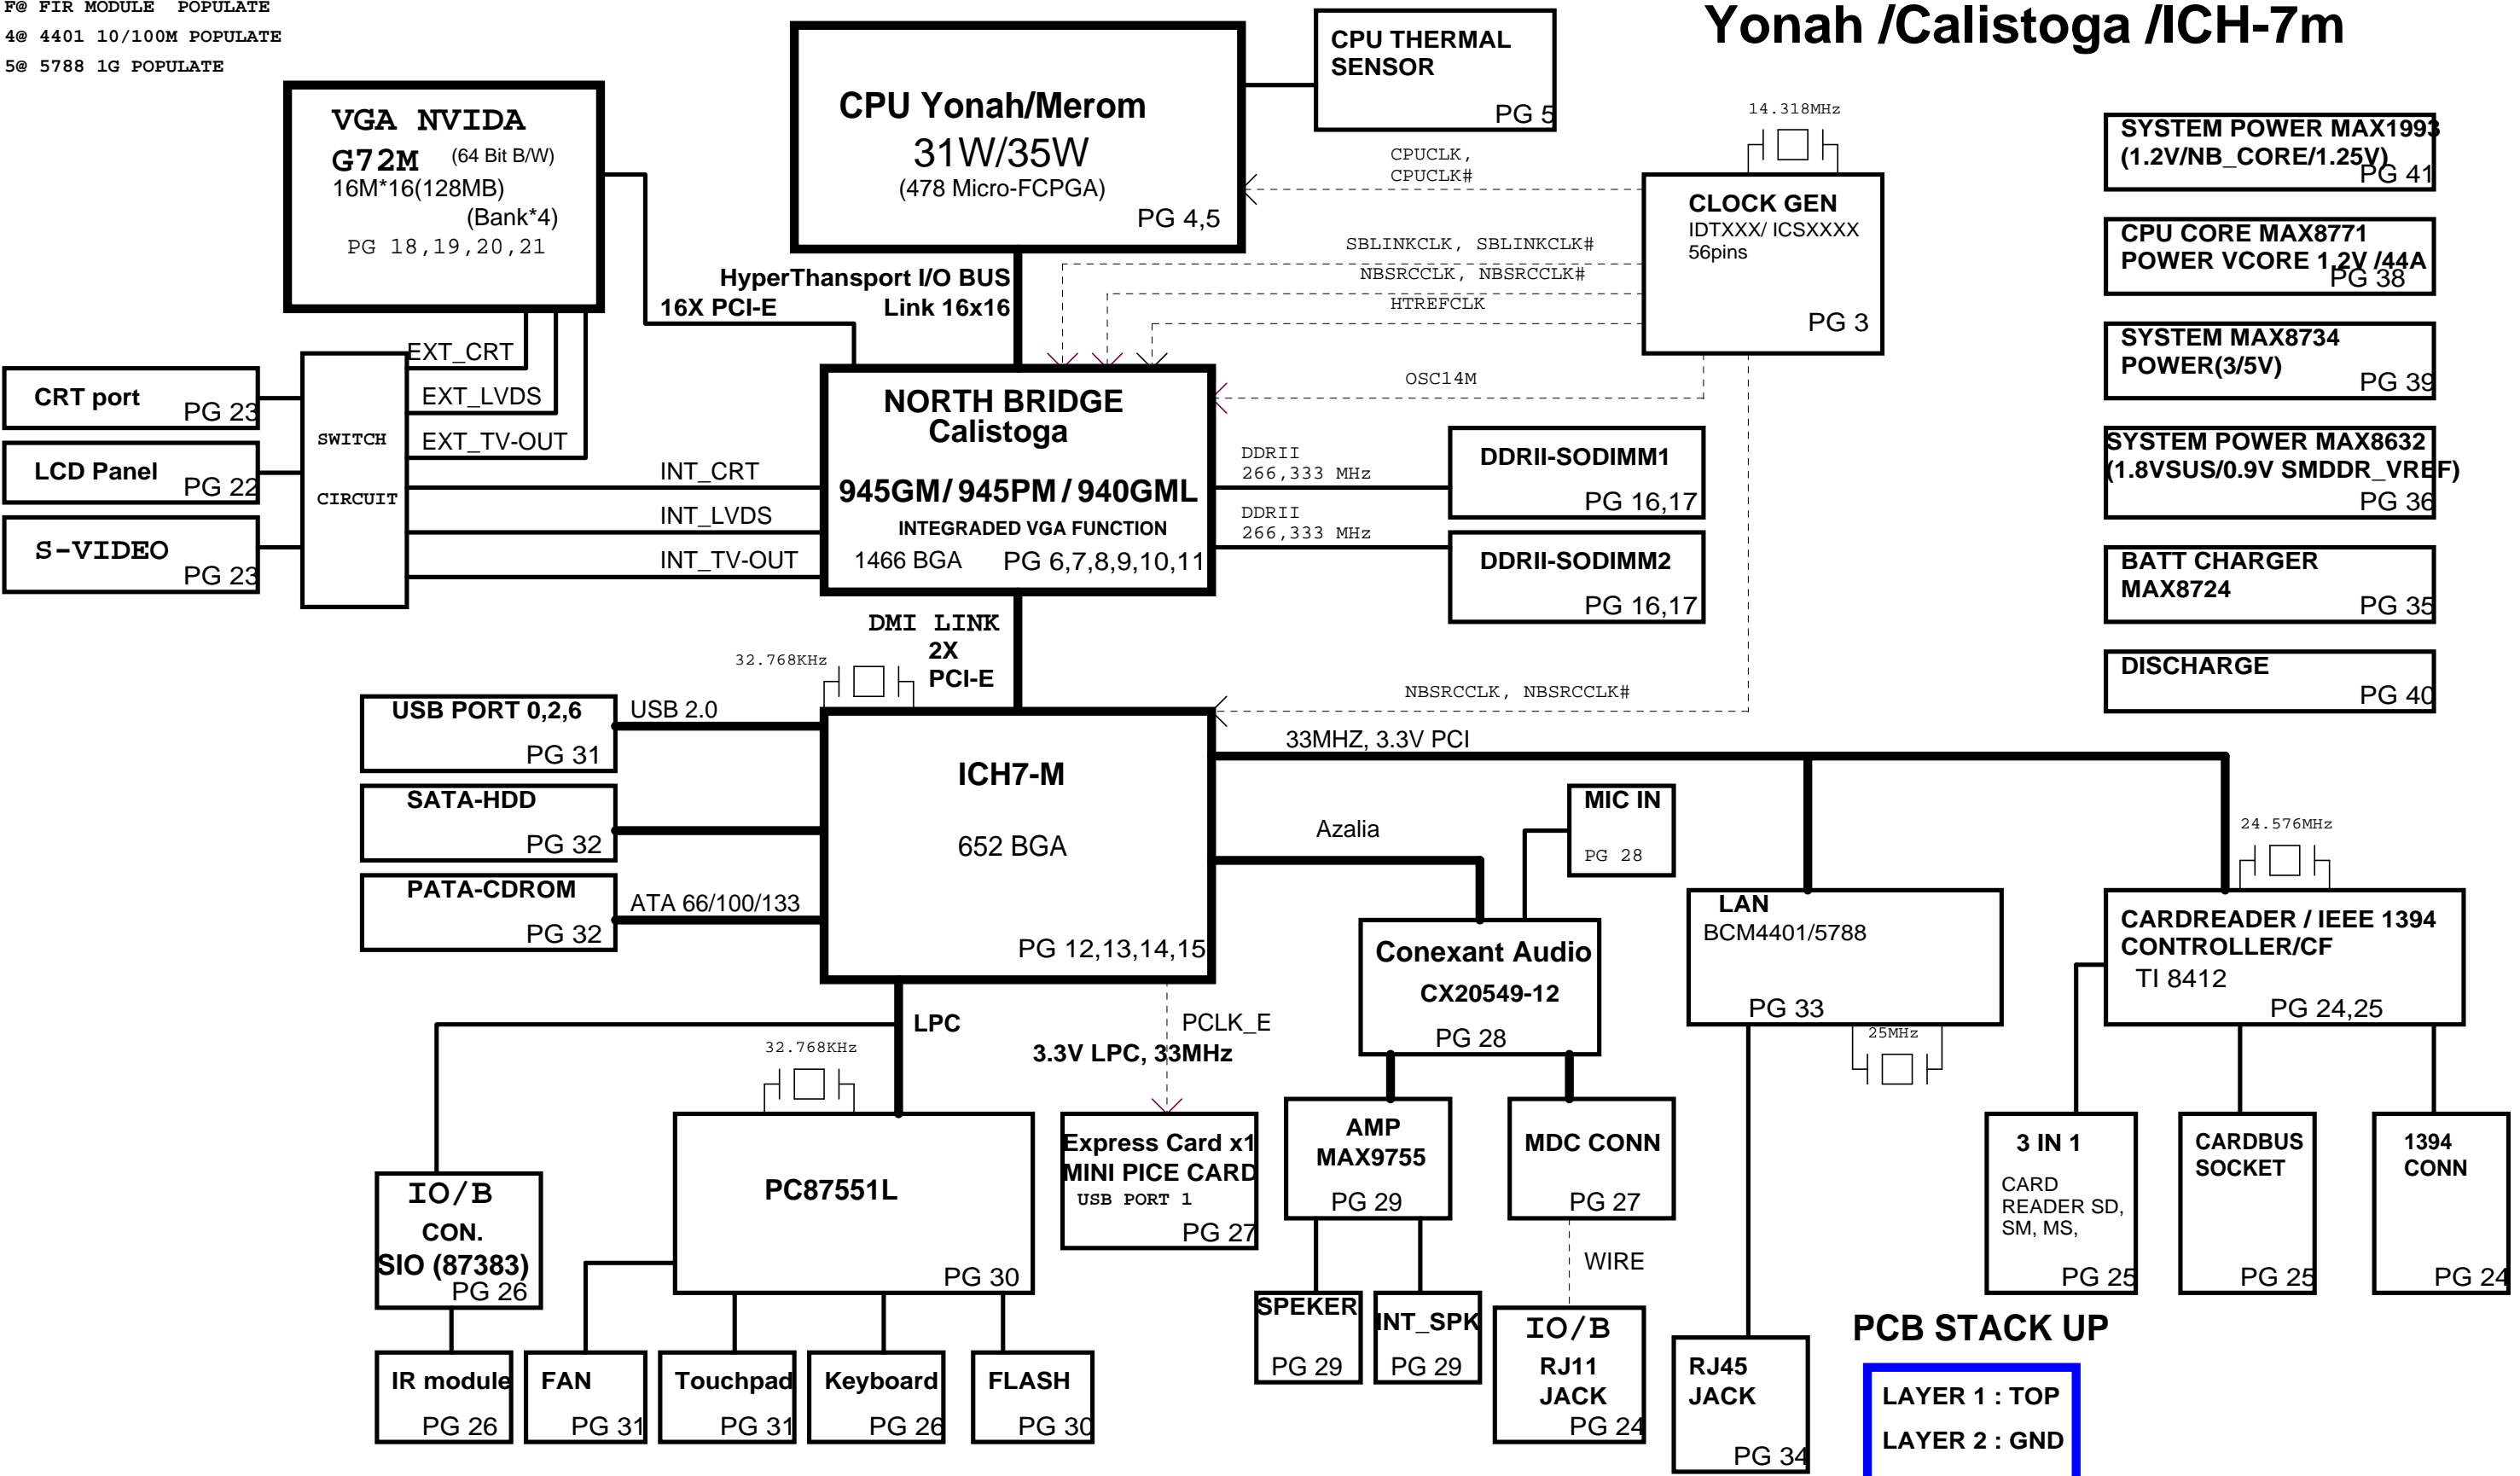 F@ FIR MODULE POPULATE
4@ 4401 10/100M POPULATE
5@ 5788 1G POPULATE
Yonah /Calistoga /ICH-7m
VGA NVIDA
G72M (64 Bit B/W)
16M*16(128MB)
(Bank*4)
PG 18,19,20,21
CPU Yonah/Merom
31W/35W
(478 Micro-FCPGA)
PG 4,5
CPU THERMAL
SENSOR
PG 5
14.318MHz
CPUCLK,
CPUCLK#
CLOCK GEN
IDTXXX/ ICSXXXX
56pins
PG 3
SBLINKCLK, SBLINKCLK#
NBSRCCLK, NBSRCCLK#
HTREFCLK
OSC14M
HyperThansport I/O BUS
16X PCI-E
Link 16x16
SYSTEM POWER MAX1993
(1.2V/NB_CORE/1.25V)
PG 41
CPU CORE MAX8771
POWER VCORE 1,2V /44A
PG 38
SYSTEM MAX8734
POWER(3/5V)
PG 39
SYSTEM POWER MAX8632
(1.8VSUS/0.9V SMDDR_VREF)
PG 36
BATT CHARGER
MAX8724
PG 35
DISCHARGE
PG 40
EXT_CRT
EXT_LVDS
EXT_TV-OUT
CRT port
PG 23
LCD Panel
PG 22
S-VIDEO
PG 23
SWITCH
CIRCUIT
INT_CRT
INT_LVDS
INT_TV-OUT
NORTH BRIDGE
Calistoga
945GM/ 945PM / 940GML
INTEGRADED VGA FUNCTION
1466 BGA PG 6,7,8,9,10,11
DDRII
266,333 MHz
DDRII-SODIMM1
PG 16,17
DDRII
266,333 MHz
DDRII-SODIMM2
PG 16,17
DMI LINK
2X
PCI-E
32.768KHz
NBSRCCLK, NBSRCCLK#
USB PORT 0,2,6
PG 31
USB 2.0
SATA-HDD
PG 32
PATA-CDROM
PG 32
ATA 66/100/133
ICH7-M
652 BGA
PG 12,13,14,15
33MHZ, 3.3V PCI
Azalia
MIC IN
PG 28
24.576MHz
Conexant Audio
CX20549-12
PG 28
LAN
BCM4401/5788
PG 33
25MHz
CARDREADER / IEEE 1394
CONTROLLER/CF
TI 8412
PG 24,25
LPC
PCLK_E
3.3V LPC, 33MHz
32.768KHz
PC87551L
PG 30
Express Card x1
MINI PICE CARD
USB PORT 1
PG 27
AMP
MAX9755
PG 29
MDC CONN
PG 27
WIRE
3 IN 1
CARD
READER SD,
SM, MS,
PG 25
CARDBUS
SOCKET
PG 25
1394
CONN
PG 24
IO/B
CON.
SIO (87383)
PG 26
IR module
PG 26
FAN
PG 31
Touchpad
PG 31
Keyboard
PG 26
FLASH
PG 30
SPEKER
PG 29
INT_SPK
PG 29
IO/B
RJ11
JACK
PG 24
RJ45
JACK
PG 34
PCB STACK UP
LAYER 1 : TOP
LAYER 2 : GND